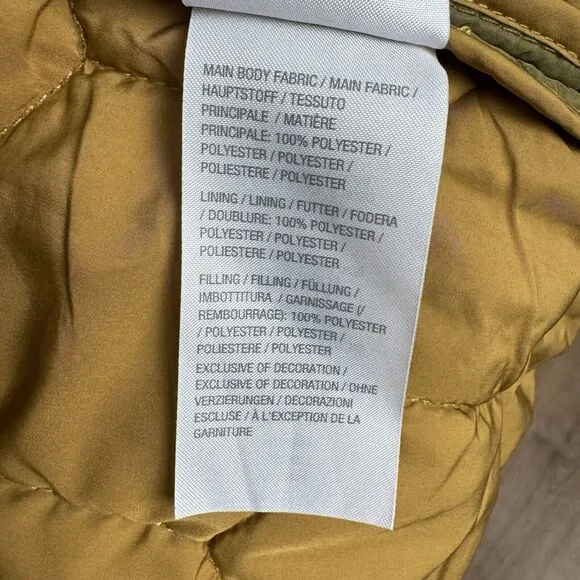 MAIN BODY FABRIC / MAIN FABRIC /
HAUPTSTOFF / TESSUTO
PRINCIPALE / MATIÈRE
PRINCIPALE: 100% POLYESTER /
POLYESTER / POLYESTER /
POLIESTERE / POLYESTER
LINING / LINING / FUTTER / FODERA
/ DOUBLURE: 100% POLYESTER /
POLYESTER / POLYESTER /
POLIESTERE / POLYESTER
FILLING / FILLING / FÜLLUNG /
IMBOTTITURA / GARNISSAGE (/
REMBOURRAGE): 100% POLYESTER
/ POLYESTER / POLYESTER /
POLIESTERE / POLYESTER
EXCLUSIVE OF DECORATION /
EXCLUSIVE OF DECORATION / OHNE
VERZIERUNGEN / DECORAZIONI
ESCLUSE / À L'EXCEPTION DE LA
GARNITURE